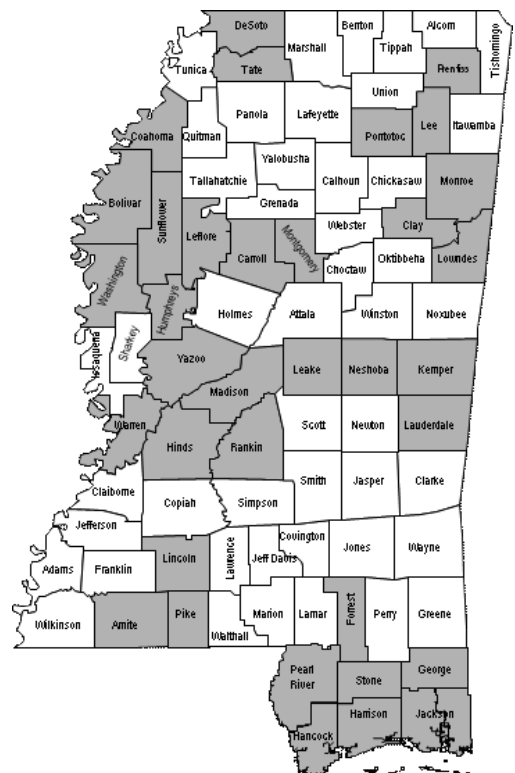 DeSoto
Benton
Alcorn
Marshall
Tippah
Tishomingo
Tunica
Tate
Renfiss
Union
Panola
Lafeyette
Coahoma
Quitman
Pontotoc
Lee
Itawamba
Yalobusha
Tallahatchie
Calhoun
Chickasaw
Monroe
Bolivar
Sunflower
Grenada
Leflore
Webster
Clay
Montgomery
Carroll
Oktibbeha
Lowndes
Choctaw
Washington
Humphreys
Holmes
Attala
Winston
Noxubee
Issaquena
Sharkey
Yazoo
Leake
Neshoba
Kemper
Madison
Warren
Scott
Newton
Lauderdale
Hinds
Rankin
Smith
Jasper
Clarke
Claiborne
Copiah
Simpson
Jefferson
Covington
Lawrence
Jeff Davis
Jones
Wayne
Adams
Franklin
Lincoln
Wilkinson
Amite
Pike
Walthall
Marion
Lamar
Forrest
Perry
Greene
Pearl
River
Stone
George
Hancock
Harrison
Jackson